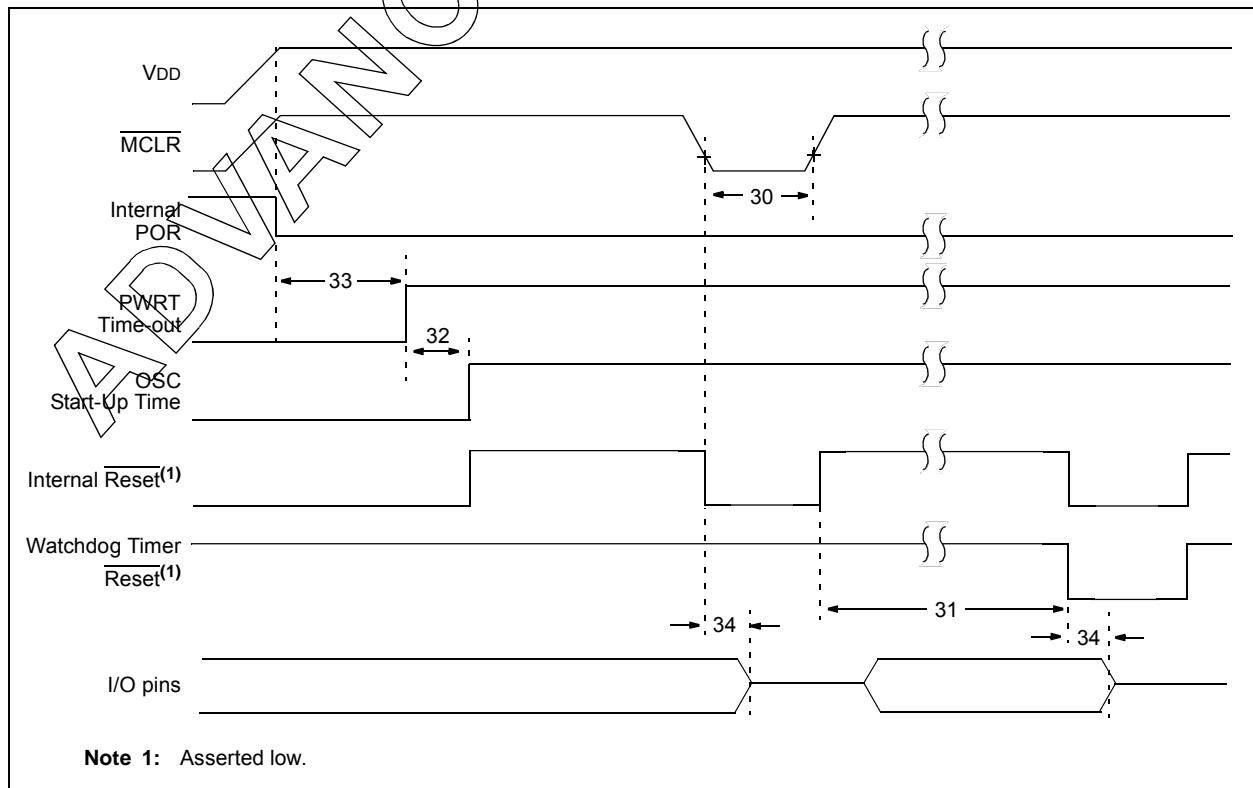 VDD
MCLR
Internal
POR
30
33
PWRT
Time-out
32
OSC
Start-Up Time
Internal Reset(1)
Watchdog Timer
Reset(1)
31
34
34
I/O pins
Note 1: Asserted low.
ADVANC